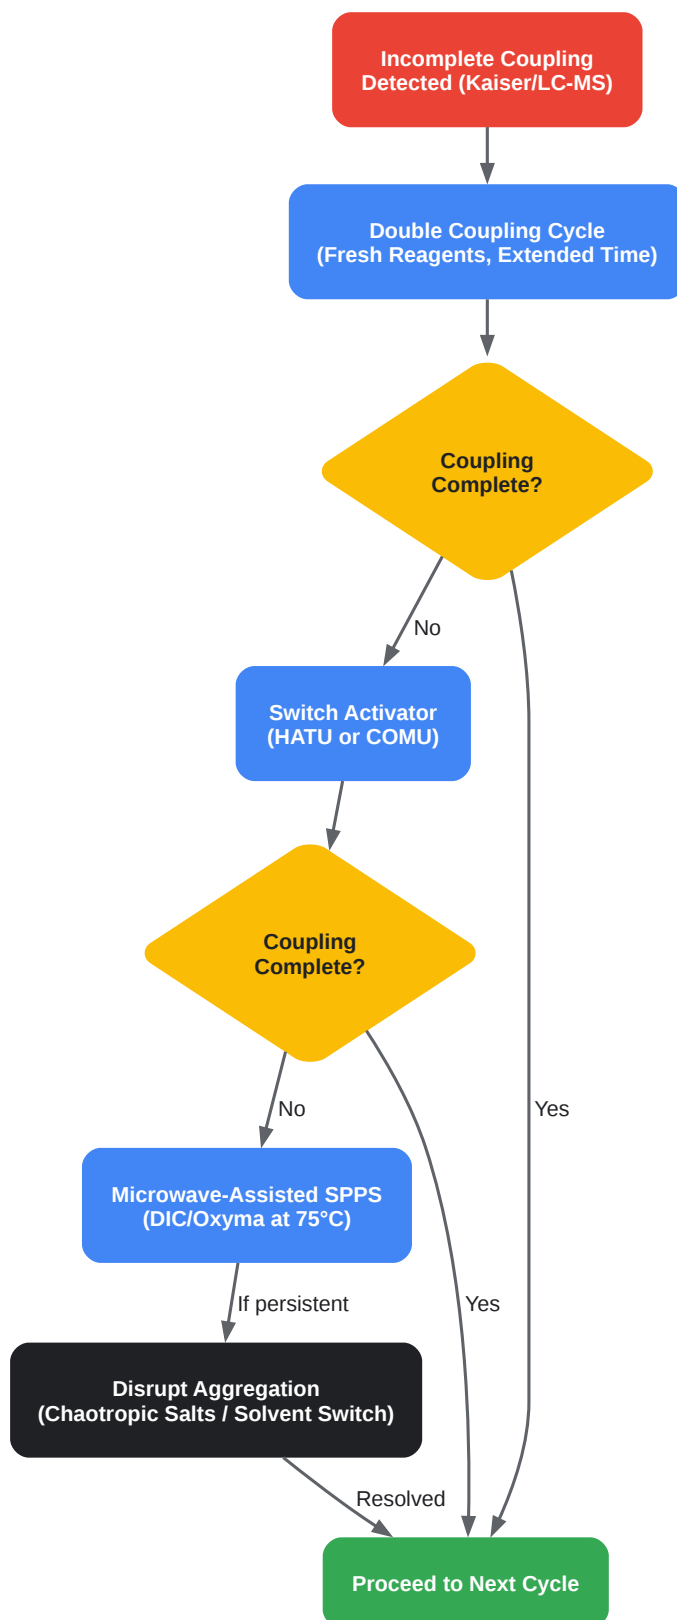 Incomplete Coupling
Detected (Kaiser/LC-MS)
Double Coupling Cycle
(Fresh Reagents, Extended Time)
Coupling
Complete?
No
Switch Activator
(HATU or COMU)
Coupling
Complete?
No
Yes
Microwave-Assisted SPPS
(DIC/Oxyma at 75°C)
If persistent
Yes
Disrupt Aggregation
(Chaotropic Salts / Solvent Switch)
Resolved
Proceed to Next Cycle